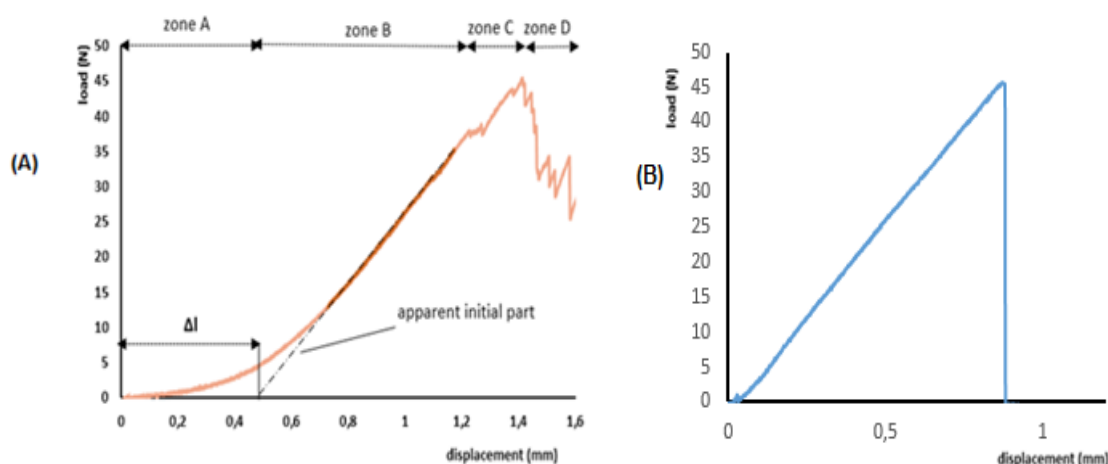 zone A zone B zone C zone D
(A)
load (N)
50
45
40
35
30
25
20
15
10
5
0
Δl
apparent initial part
0 0,2 0,4 0,6 0,8 1 1,2 1,4 1,6
displacement (mm)
(B)
load (N)
50
45
40
35
30
25
20
15
10
5
0
0 0,5 1
displacement (mm)